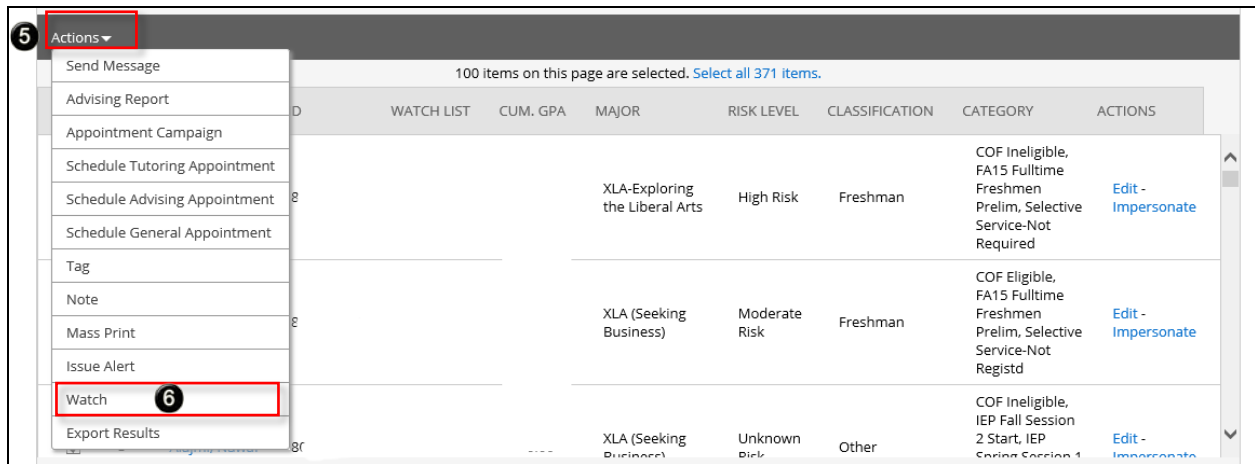 5
Actions
Send Message
100 items on this page are selected. Select all 371 items.
Advising Report
D WATCH LIST CUM. GPA MAJOR RISK LEVEL CLASSIFICATION CATEGORY ACTIONS
Appointment Campaign
Schedule Tutoring Appointment
Schedule Advising Appointment
Schedule General Appointment
Tag
Note
Mass Print
Issue Alert
Watch 6
Export Results
8
XLA-Exploring
the Liberal Arts
High Risk
Freshman
COF Ineligible,
FA15 Fulltime
Freshmen
Prelim, Selective
Service-Not
Required
Edit -
Impersonate
8
XLA (Seeking
Business)
Moderate
Risk
Freshman
COF Eligible,
FA15 Fulltime
Freshmen
Prelim, Selective
Service-Not
Registd
Edit -
Impersonate
XLA (Seeking
Business)
Unknown
Risk
Other
COF Ineligible,
IEP Fall Session
2 Start, IEP
Spring Session 1
Edit -
Impersonate